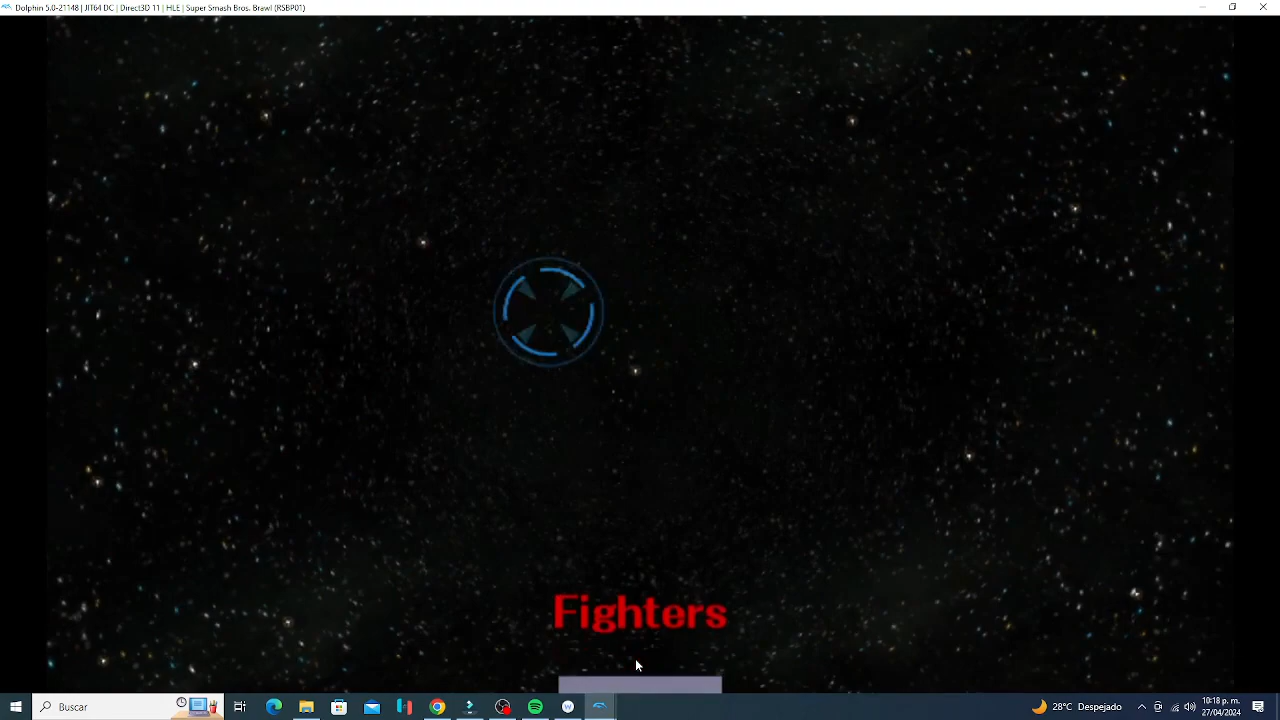 Dolphin 5.0-21148 | JIT64 DC | Direct3D 11 | HLE | Super Smash Bros. Brawl (RSBP01)
Fighters
Buscar
28°C Despejado
10:18 p. m.
27/04/2024